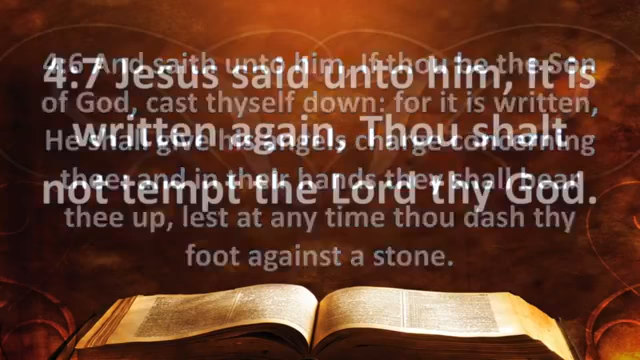 4:6 And saith unto him, If thou be the Son
of God, cast thyself down: for it is written,
He shall give his angels charge concerning
thee: and in their hands they shall bear
thee up, lest at any time thou dash thy
foot against a stone.
4:7 Jesus said unto him, It is
written again, Thou shalt
not tempt the Lord thy God.